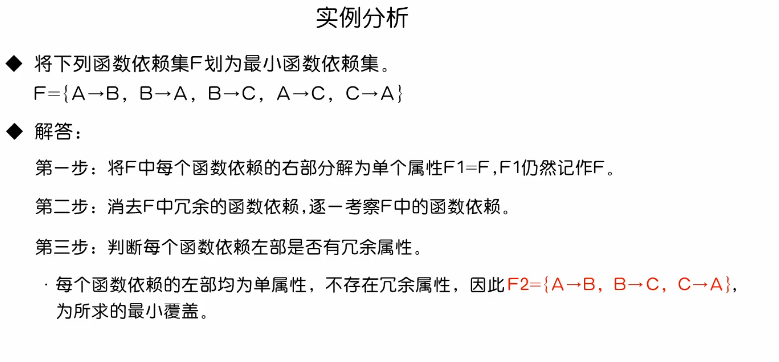 实例分析
◆ 将下列函数依赖集F划为最小函数依赖集。
F={A→B，B→A，B→C，A→C，C→A}
◆ 解答：
第一步：将F中每个函数依赖的右部分解为单个属性F1=F,F1仍然记作F。
第二步：消去F中冗余的函数依赖,逐一考察F中的函数依赖。
第三步：判断每个函数依赖左部是否有冗余属性。
· 每个函数依赖的左部均为单属性，不存在冗余属性，因此F2={A→B，B→C，C→A},
为所求的最小覆盖。